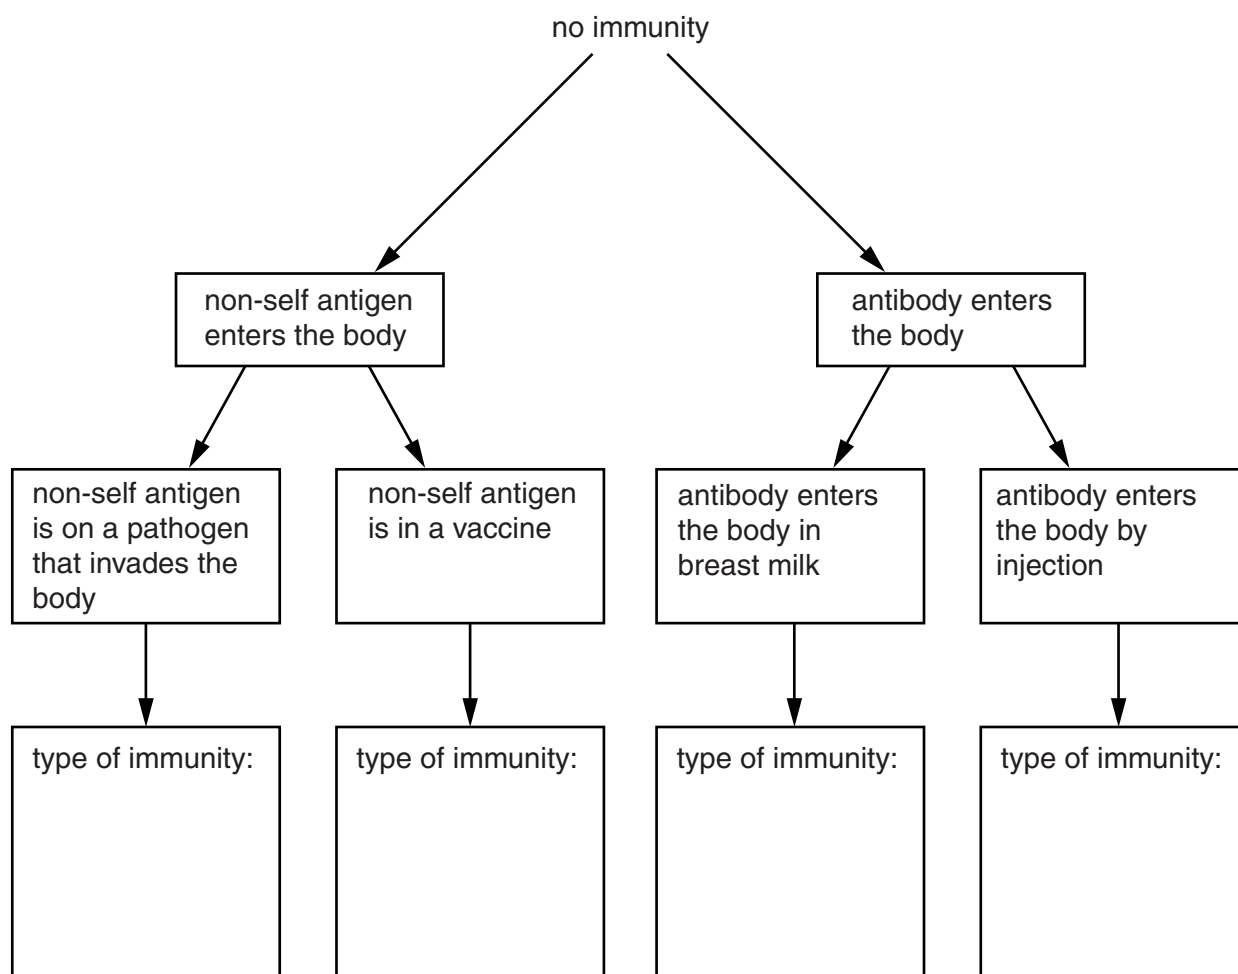 no immunity
non-self antigen
enters the body
antibody enters
the body
non-self antigen
is on a pathogen
that invades the
body
non-self antigen
is in a vaccine
antibody enters
the body in
breast milk
antibody enters
the body by
injection
type of immunity:
type of immunity:
type of immunity:
type of immunity: